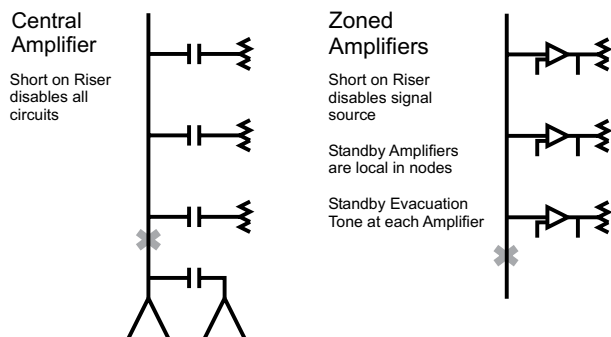 Central
Amplifier
Short on Riser
disables all
circuits
Zoned
Amplifiers
Short on Riser
disables signal
source
Standby Amplifiers
are local in nodes
Standby Evacuation
Tone at each Amplifier